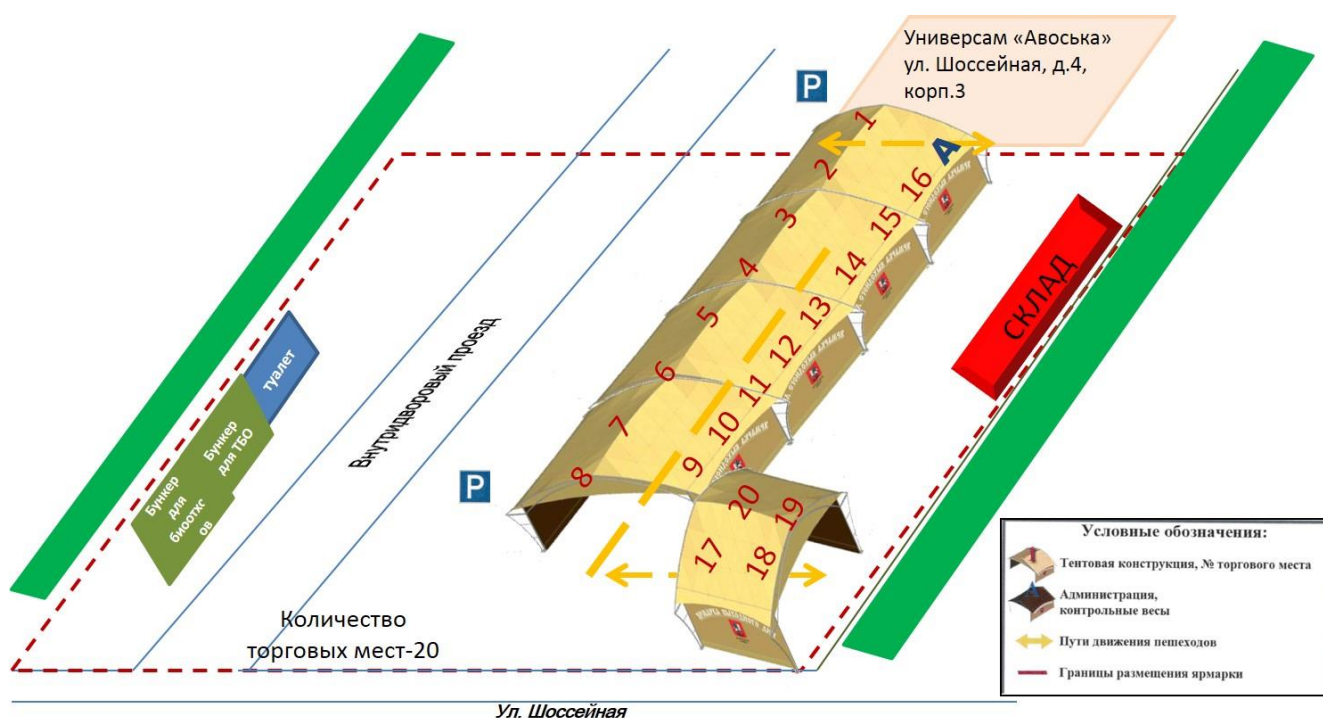 Универсам «Авоська»
ул. Шоссейная, д.4,
корп.3
P
1
А
2
16
3
15
4
14
5
13
СКЛАД
6
12
туалет
Внутридворовый проезд
7
11
10
Бункер
для ТБО
8
9
P
Бункер
для
биоотхс
ов
20
19
17
18
Количество
торговых мест-20
Условные обозначения:
Тентовая конструкция, № торгового места
Администрация,
контрольные весы
Пути движения пешеходов
Границы размещения ярмарки
Ул. Шоссейная